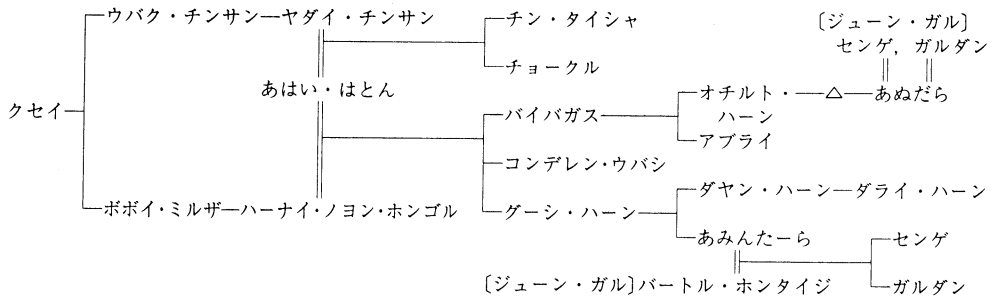 ウバク・チンサン―ヤダイ・チンサン
チン・タイシャ
〔ジューン・ガル〕
センゲ, ガルダン
チョークル
あはい・はとん
クセイ
オチルト・
ハーン
△
あぬだら
バイバガス
アブライ
コンデレン・ウバシ
ダヤン・ハーン―ダライ・ハーン
ボボイ・ミルザ―ハーナイ・ノヨン・ホンゴル
グーシ・ハーン
あみんたーら
センゲ
〔ジューン・ガル〕バートル・ホンタイジ
ガルダン